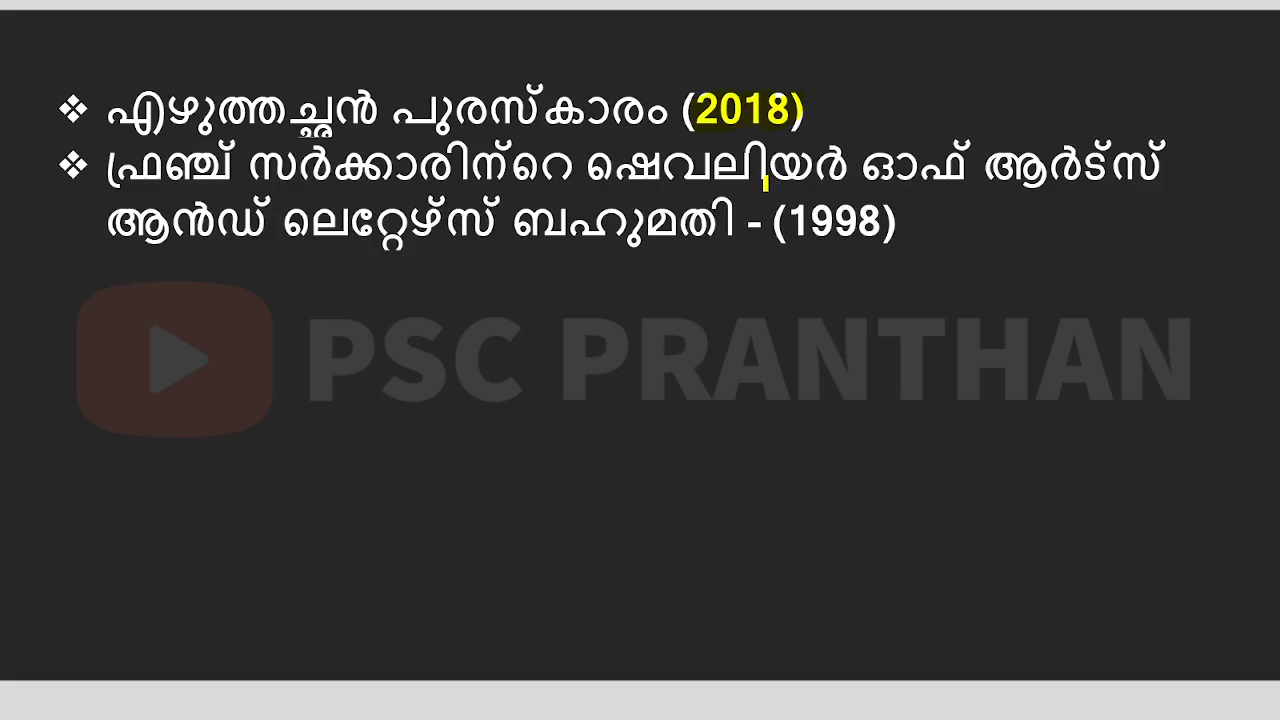 ❖ എഴുത്തച്ഛൻ പുരസ്കാരം (2018)
❖ ഫ്രഞ്ച് സർക്കാരിന്റെ ഷെവലിയർ ഓഫ് ആർട്സ്
ആൻഡ് ലെറ്റേഴ്സ് ബഹുമതി - (1998)
PSC PRANTHAN